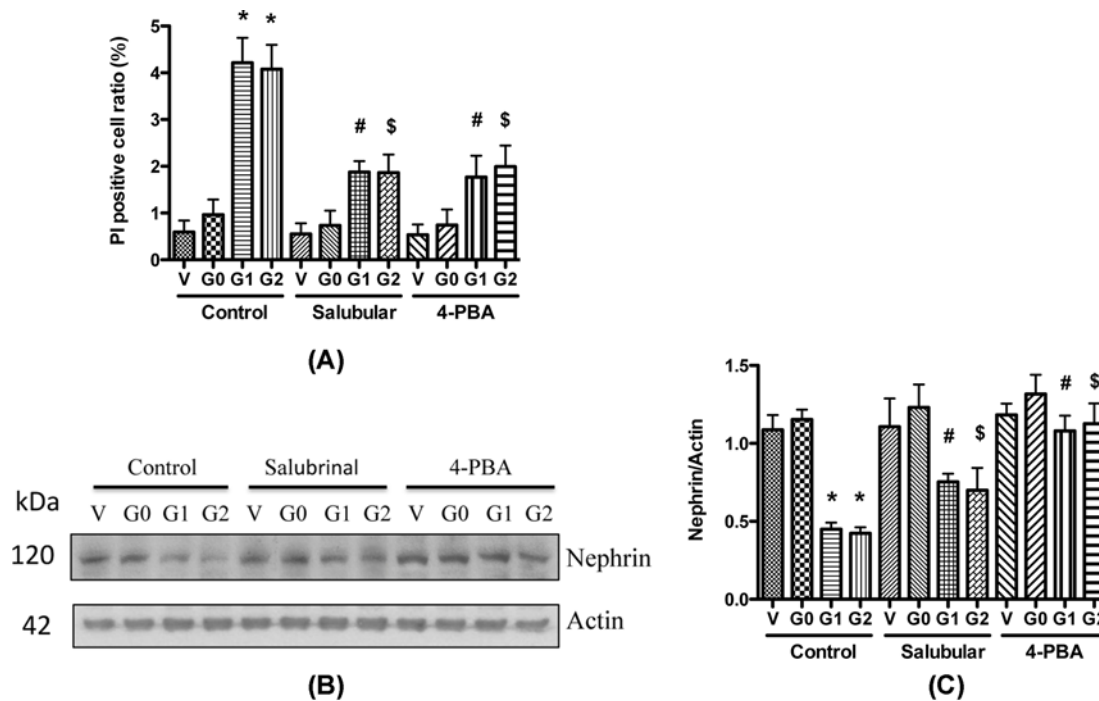 PI positive cell ratio (%)
5
4
3
2
1
0
* *
# $
# $
V G0 G1 G2 V G0 G1 G2 V G0 G1 G2
Control Salubular 4-PBA
(A)
kDa
Control Salubrinal 4-PBA
V G0 G1 G2 V G0 G1 G2 V G0 G1 G2
120 Nephrin
42 Actin
(B)
Nephrin/Actin
1.5
1.0
0.5
0.0
* *
# $
# $
V G0 G1 G2 V G0 G1 G2 V G0 G1 G2
Control Salubular 4-PBA
(C)